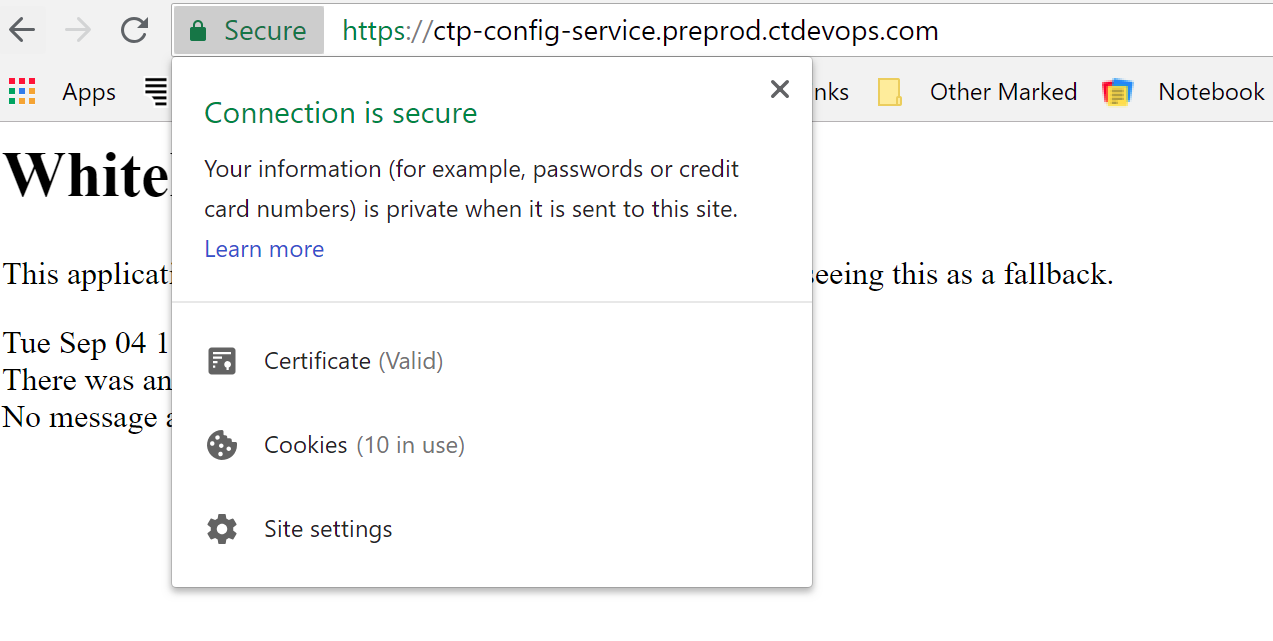 Secure https://ctp-config-service.preprod.ctdevops.com
Apps nks Other Marked Notebook
Connection is secure
Your information (for example, passwords or credit
card numbers) is private when it is sent to this site.
Learn more
Certificate (Valid)
Cookies (10 in use)
Site settings
White
This applicati seeing this as a fallback.
Tue Sep 04 1
There was an
No message a